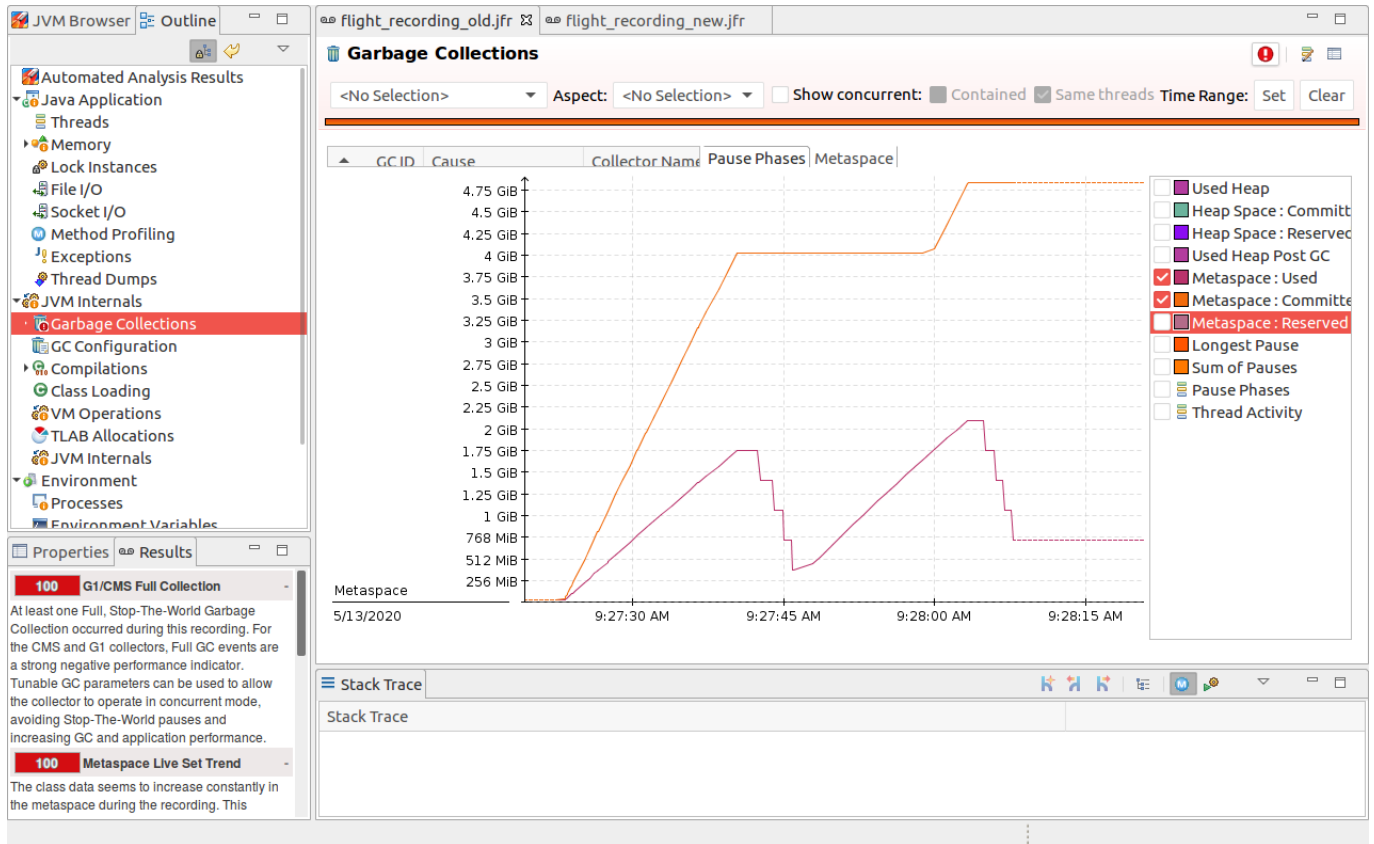 JVM Browser Outline
Automated Analysis Results
Java Application
Threads
Memory
Lock Instances
File I/O
Socket I/O
Method Profiling
Exceptions
Thread Dumps
JVM Internals
Garbage Collections
GC Configuration
Compilations
Class Loading
VM Operations
TLAB Allocations
JVM Internals
Environment
Processes
Environment Variables
Properties Results
100 G1/CMS Full Collection -
At least one Full, Stop-The-World Garbage
Collection occurred during this recording. For
the CMS and G1 collectors, Full GC events are
a strong negative performance indicator.
Tunable GC parameters can be used to allow
the collector to operate in concurrent mode,
avoiding Stop-The-World pauses and
increasing GC and application performance.
100 Metaspace Live Set Trend -
The class data seems to increase constantly in
the metaspace during the recording. This
flight_recording_old.jfr flight_recording_new.jfr
Garbage Collections
<No Selection> Aspect: <No Selection> Show concurrent: Contained Same threads Time Range: Set Clear
GC ID Cause Collector Name Pause Phases Metaspace
4.75 GiB
4.5 GiB
4.25 GiB
4 GiB
3.75 GiB
3.5 GiB
3.25 GiB
3 GiB
2.75 GiB
2.5 GiB
2.25 GiB
2 GiB
1.75 GiB
1.5 GiB
1.25 GiB
1 GiB
768 MiB
512 MiB
256 MiB
Metaspace
5/13/2020 9:27:30 AM 9:27:45 AM 9:28:00 AM 9:28:15 AM
Used Heap
Heap Space : Committ
Heap Space : Reserved
Used Heap Post GC
Metaspace : Used
Metaspace : Committe
Metaspace : Reserved
Longest Pause
Sum of Pauses
Pause Phases
Thread Activity
Stack Trace
Stack Trace